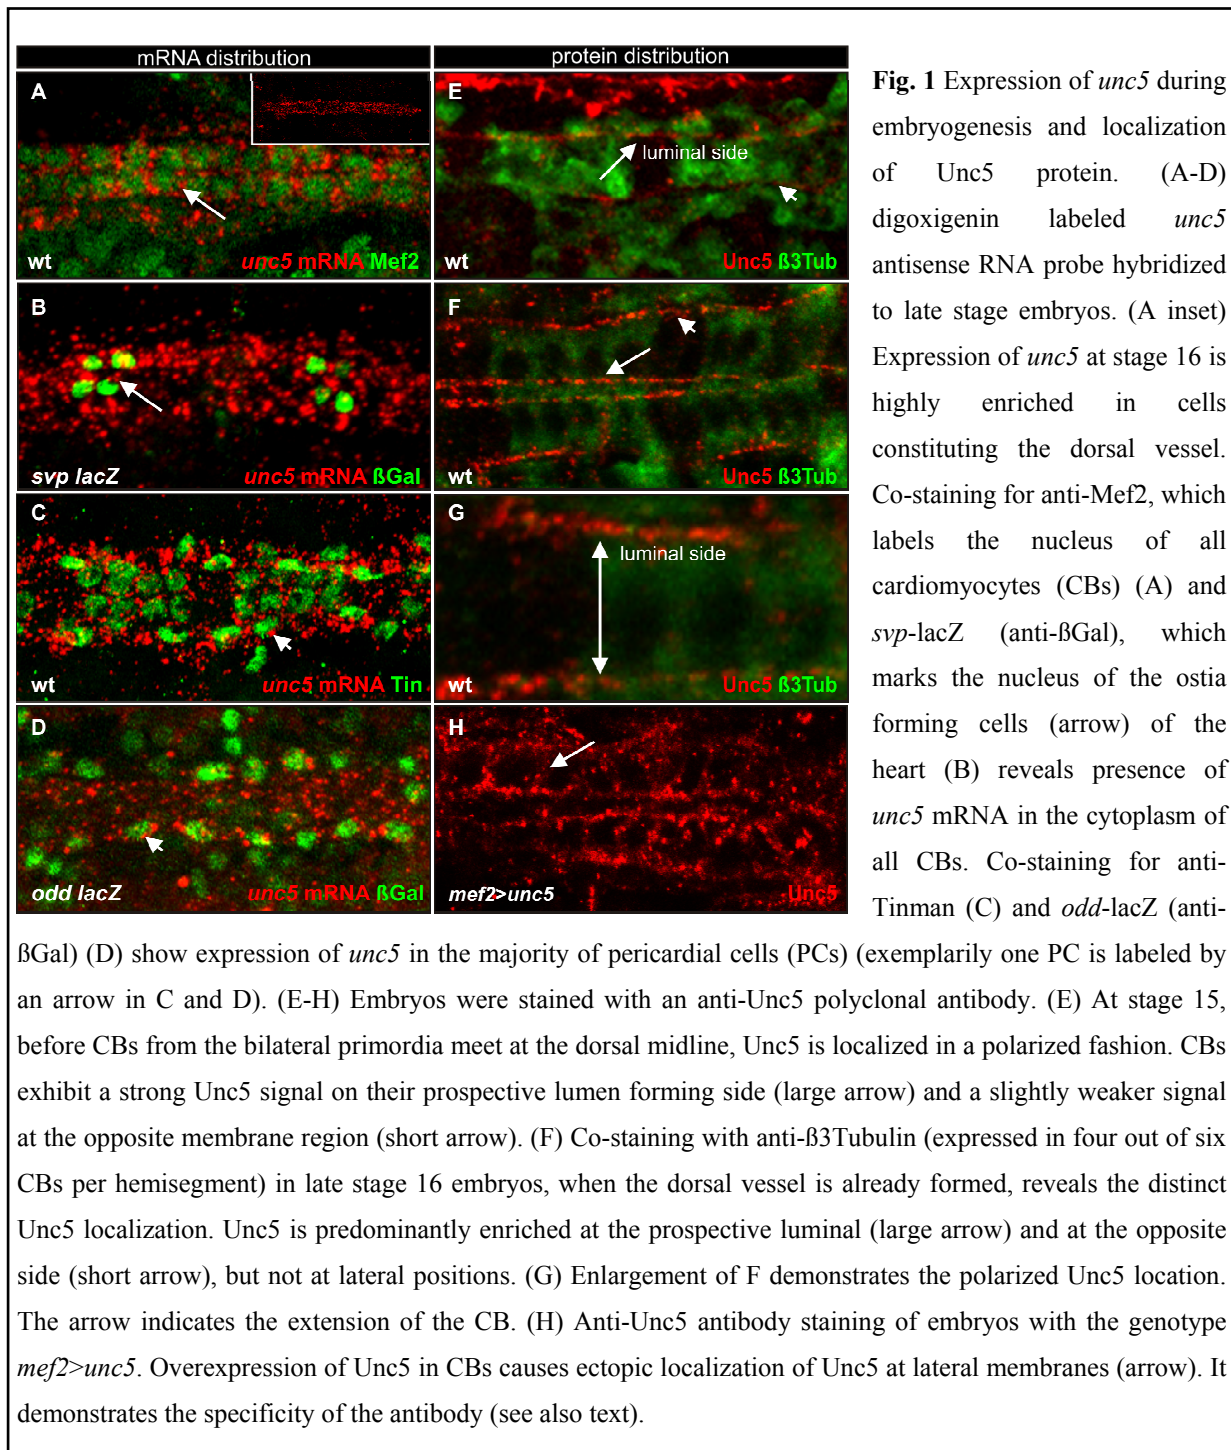 mRNA distribution
protein distribution
A
wt
unc5 mRNA Mef2
B
svp lacZ
unc5 mRNA ßGal
C
wt
unc5 mRNA Tin
D
odd lacZ
unc5 mRNA ßGal
E
luminal side
wt
Unc5 ß3Tub
F
wt
Unc5 ß3Tub
G
luminal side
wt
Unc5 ß3Tub
H
mef2>unc5
Unc5
Fig. 1 Expression of unc5 during
embryogenesis and localization
of Unc5 protein. (A-D)
digoxigenin labeled unc5
antisense RNA probe hybridized
to late stage embryos. (A inset)
Expression of unc5 at stage 16 is
highly enriched in cells
constituting the dorsal vessel.
Co-staining for anti-Mef2, which
labels the nucleus of all
cardiomyocytes (CBs) (A) and
svp-lacZ (anti-ßGal), which
marks the nucleus of the ostia
forming cells (arrow) of the
heart (B) reveals presence of
unc5 mRNA in the cytoplasm of
all CBs. Co-staining for anti-
Tinman (C) and odd-lacZ (anti-
ßGal) (D) show expression of unc5 in the majority of pericardial cells (PCs) (exemplarily one PC is labeled by
an arrow in C and D). (E-H) Embryos were stained with an anti-Unc5 polyclonal antibody. (E) At stage 15,
before CBs from the bilateral primordia meet at the dorsal midline, Unc5 is localized in a polarized fashion. CBs
exhibit a strong Unc5 signal on their prospective lumen forming side (large arrow) and a slightly weaker signal
at the opposite membrane region (short arrow). (F) Co-staining with anti-ß3Tubulin (expressed in four out of six
CBs per hemisegment) in late stage 16 embryos, when the dorsal vessel is already formed, reveals the distinct
Unc5 localization. Unc5 is predominantly enriched at the prospective luminal (large arrow) and at the opposite
side (short arrow), but not at lateral positions. (G) Enlargement of F demonstrates the polarized Unc5 location.
The arrow indicates the extension of the CB. (H) Anti-Unc5 antibody staining of embryos with the genotype
mef2>unc5. Overexpression of Unc5 in CBs causes ectopic localization of Unc5 at lateral membranes (arrow). It
demonstrates the specificity of the antibody (see also text).